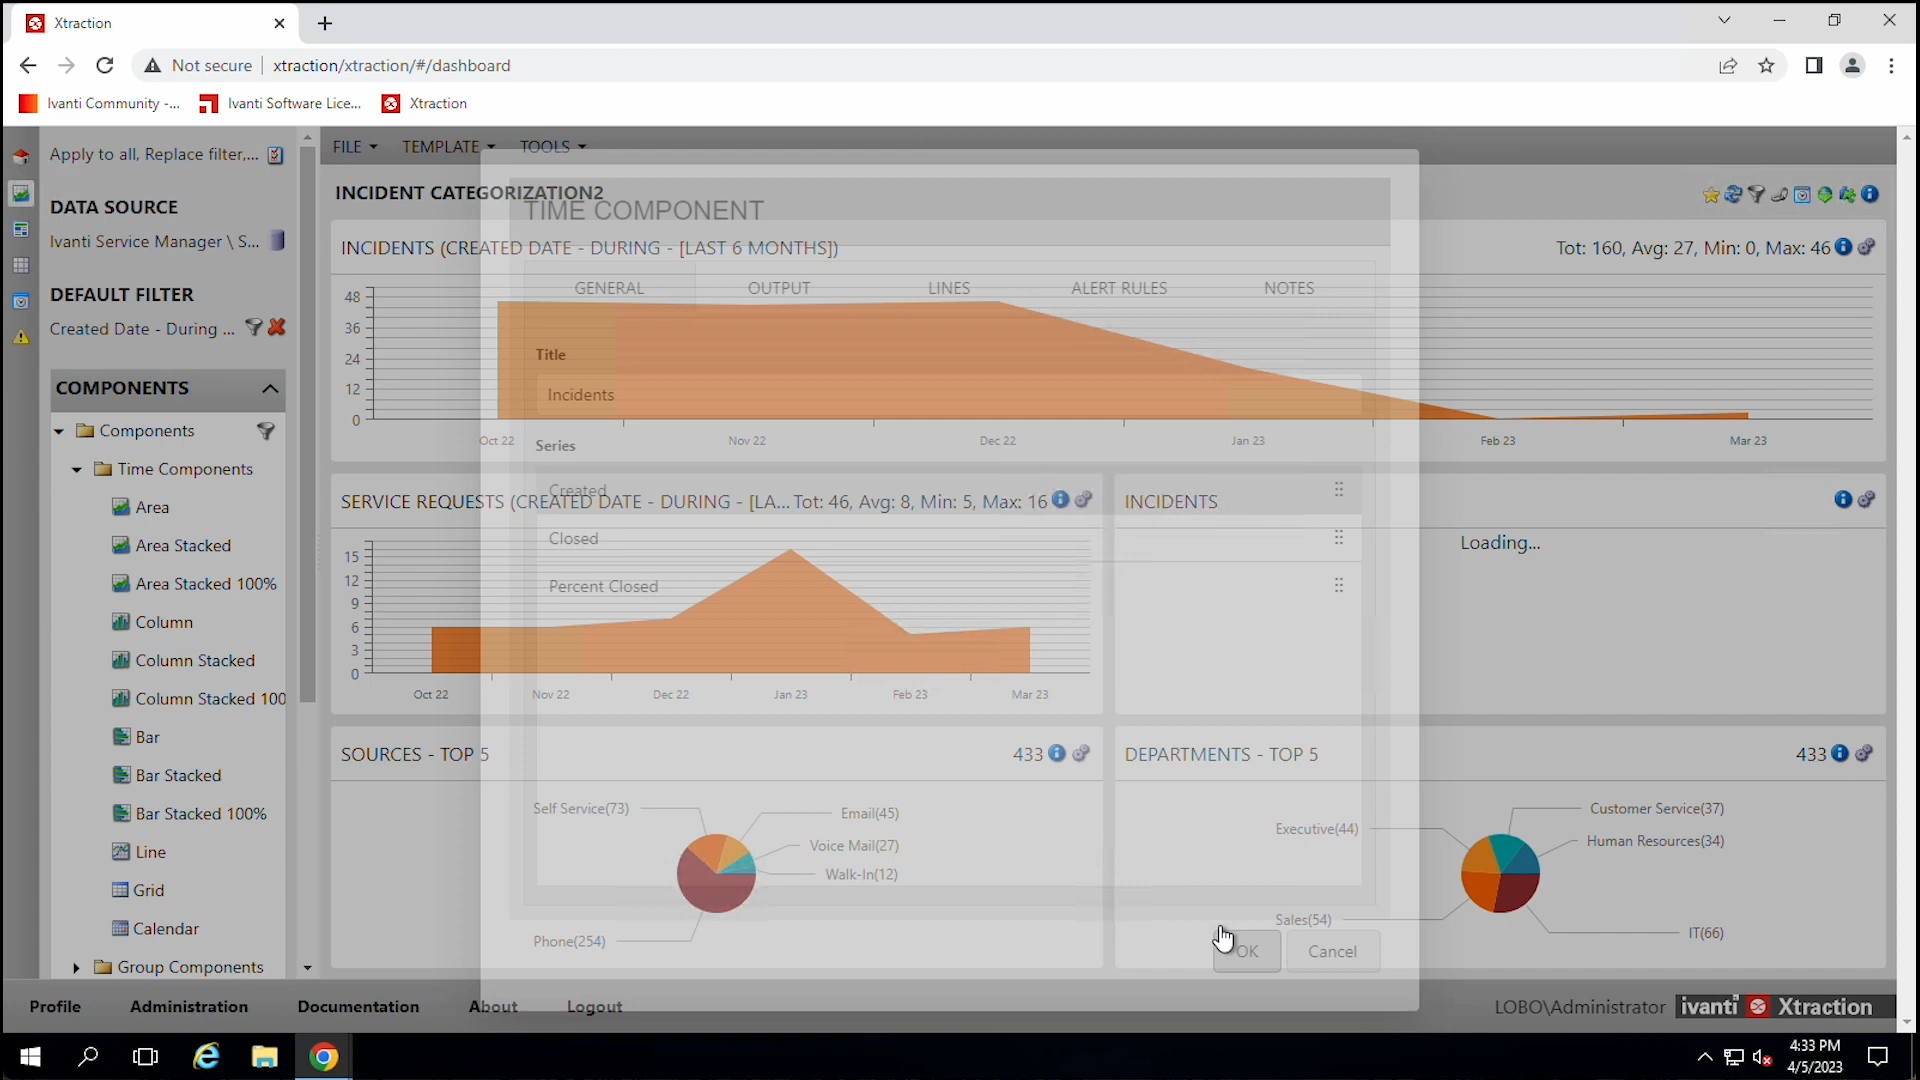 Xtraction
Not secure
xtraction/xtraction/#/dashboard
Ivanti Community -...
Ivanti Software Lice...
Xtraction
Apply to all, Replace filter,...
FILE
TEMPLATE
TOOLS
DATA SOURCE
Ivanti Service Manager \ S...
DEFAULT FILTER
Created Date - During ...
COMPONENTS
Components
Time Components
Area
Area Stacked
Area Stacked 100%
Column
Column Stacked
Column Stacked 100
Bar
Bar Stacked
Bar Stacked 100%
Line
Grid
Calendar
Group Components
INCIDENT CATEGORIZATION2
INCIDENTS (CREATED DATE - DURING - [LAST 6 MONTHS])
Tot: 160, Avg: 27, Min: 0, Max: 46
48
36
24
12
0
Oct 22
Nov 22
Dec 22
Jan 23
Feb 23
Mar 23
SERVICE REQUESTS (CREATED DATE - DURING - [LA... Tot: 46, Avg: 8, Min: 5, Max: 16
15
12
9
6
3
0
Oct 22
Nov 22
Dec 22
Jan 23
Feb 23
Mar 23
INCIDENTS
Loading...
SOURCES - TOP 5
433
Self Service(73)
Email(45)
Voice Mail(27)
Walk-In(12)
Phone(254)
DEPARTMENTS - TOP 5
433
Customer Service(37)
Executive(44)
Human Resources(34)
Sales(54)
IT(66)
TIME COMPONENT
GENERAL
OUTPUT
LINES
ALERT RULES
NOTES
Title
Incidents
Series
Created
Closed
Percent Closed
OK
Cancel
Profile
Administration
Documentation
About
Logout
LOBO\Administrator
ivanti Xtraction
4:33 PM
4/5/2023